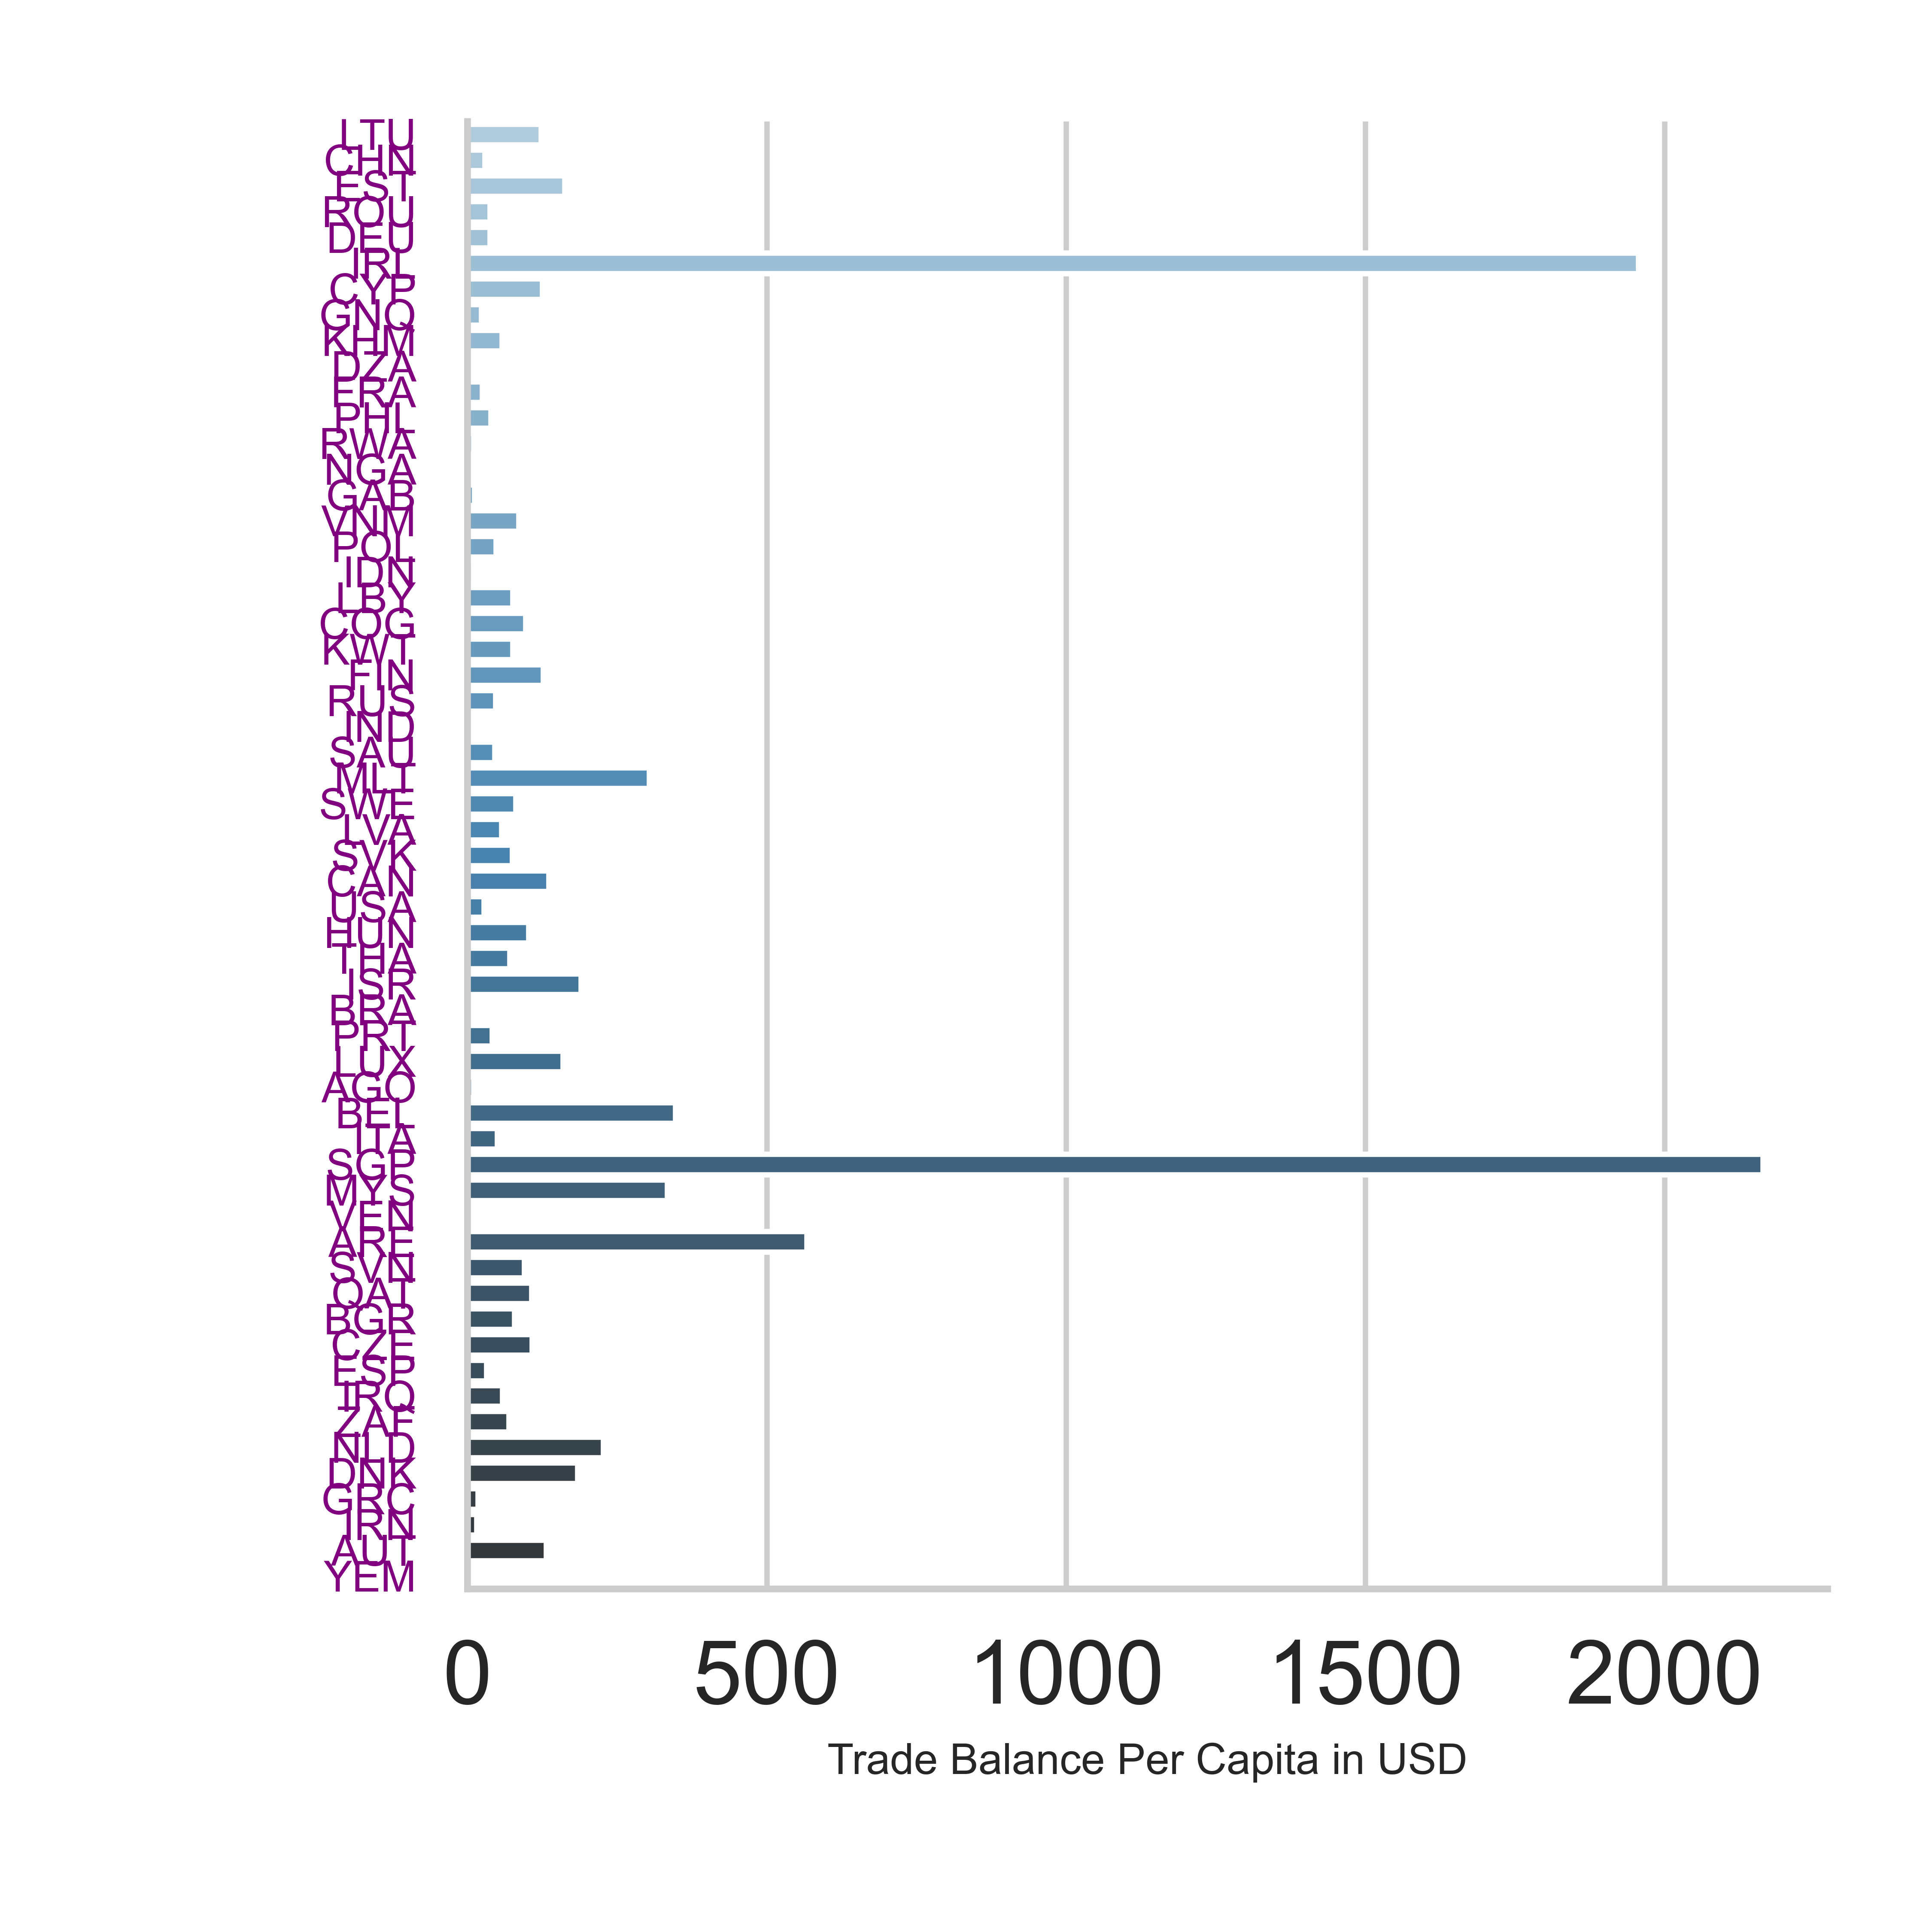 LTU
CHN
EST
ROU
DEU
IRL
CYP
GNQ
KHM
DZA
FRA
PHL
RWA
NGA
GAB
VNM
POL
IDN
LBY
COG
KWT
FIN
RUS
IND
SAU
MLT
SWE
LVA
SVK
CAN
USA
HUN
THA
ISR
BRA
PRT
LUX
AGO
BEL
ITA
SGP
MYS
VEN
ARE
SVN
QAT
BGR
CZE
ESP
IRQ
ZAF
NLD
DNK
GRC
IRN
AUT
YEM
0 500 1000 1500 2000
Trade Balance Per Capita in USD